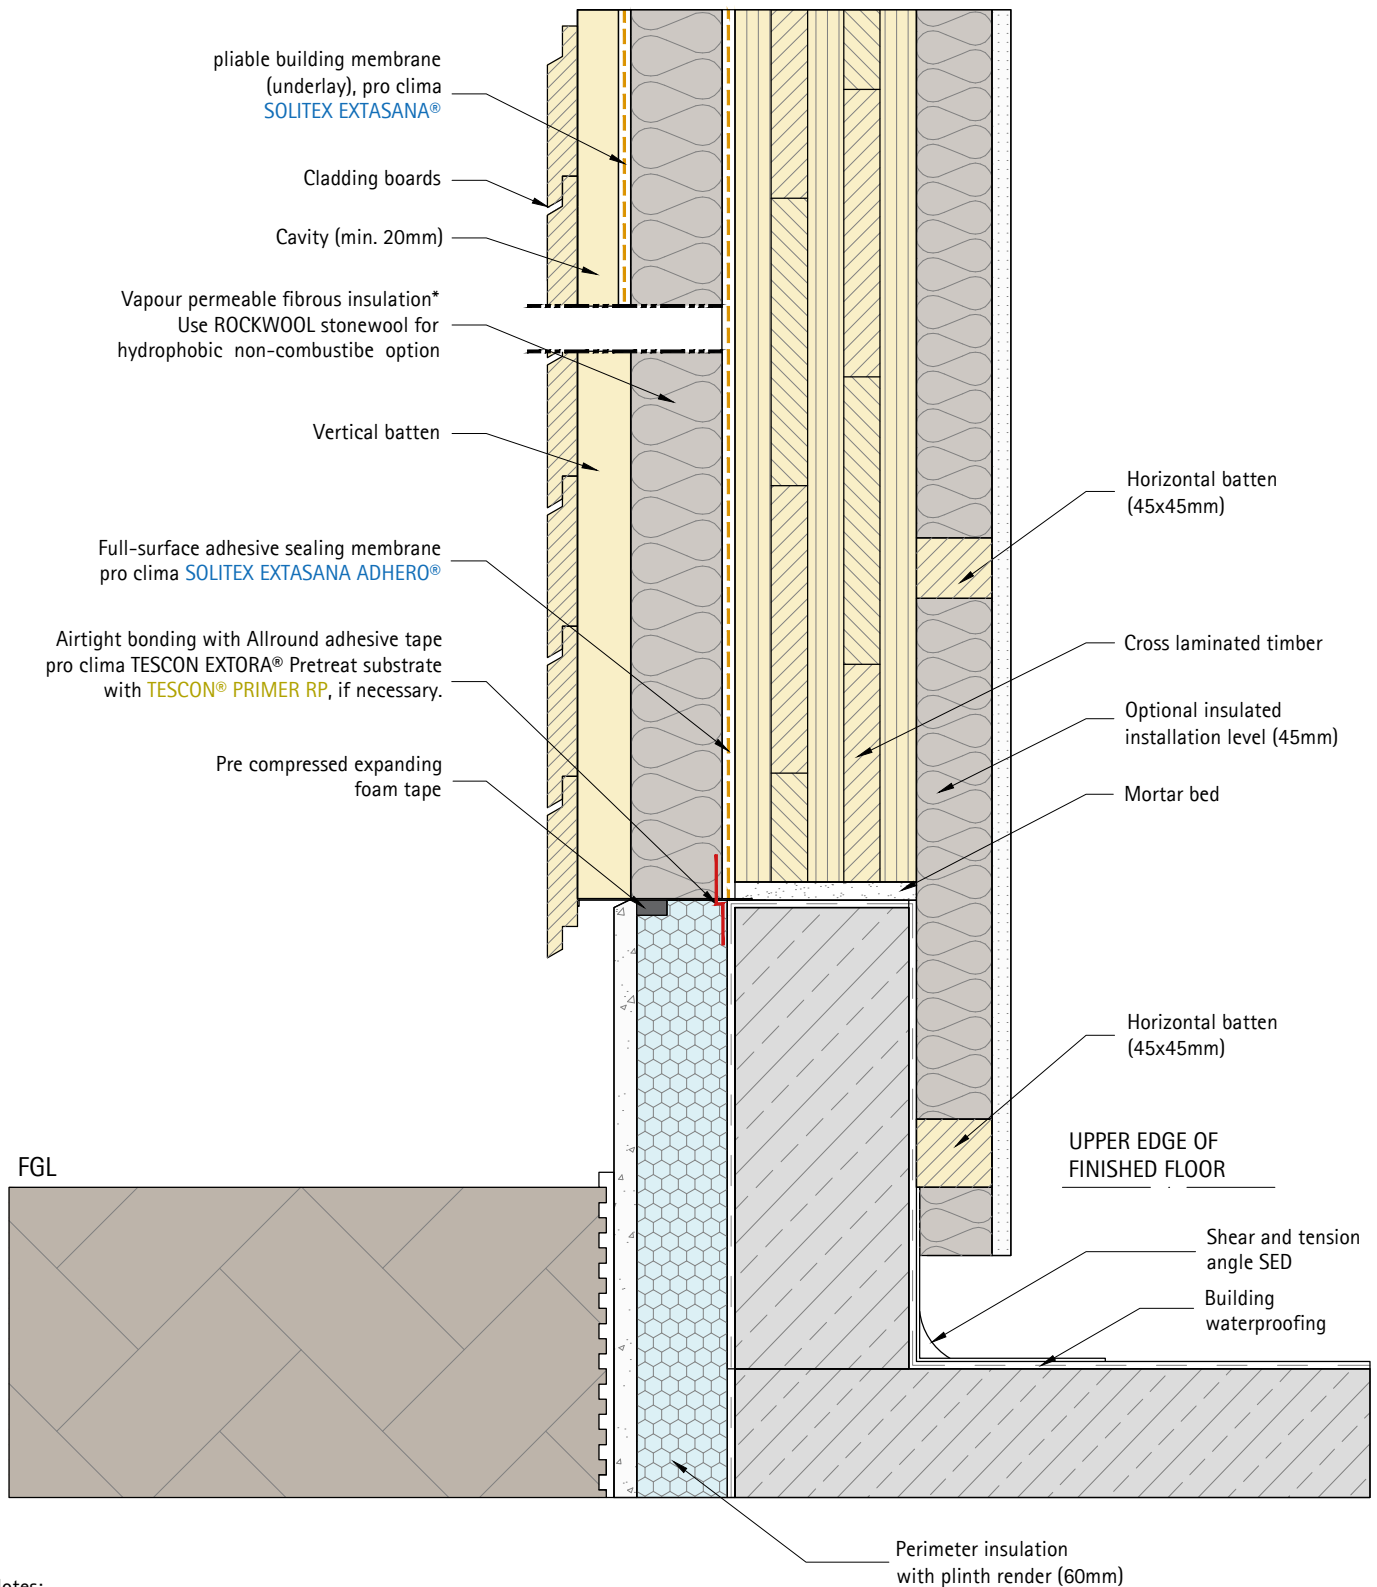 pliable building membrane
(underlay), pro clima
SOLITEX EXTASANA®
Cladding boards
Cavity (min. 20mm)
Vapour permeable fibrous insulation*
Use ROCKWOOL stonewool for
hydrophobic non-combustibe option
Vertical batten
Full-surface adhesive sealing membrane
pro clima SOLITEX EXTASANA ADHERO®
Airtight bonding with Allround adhesive tape
pro clima TESCON EXTORA® Pretreat substrate
with TESCON® PRIMER RP, if necessary.
Pre compressed expanding
foam tape
Horizontal batten
(45x45mm)
Cross laminated timber
Optional insulated
installation level (45mm)
Mortar bed
Horizontal batten
(45x45mm)
UPPER EDGE OF
FINISHED FLOOR
FGL
Shear and tension
angle SED
Building
waterproofing
Perimeter insulation
with plinth render (60mm)